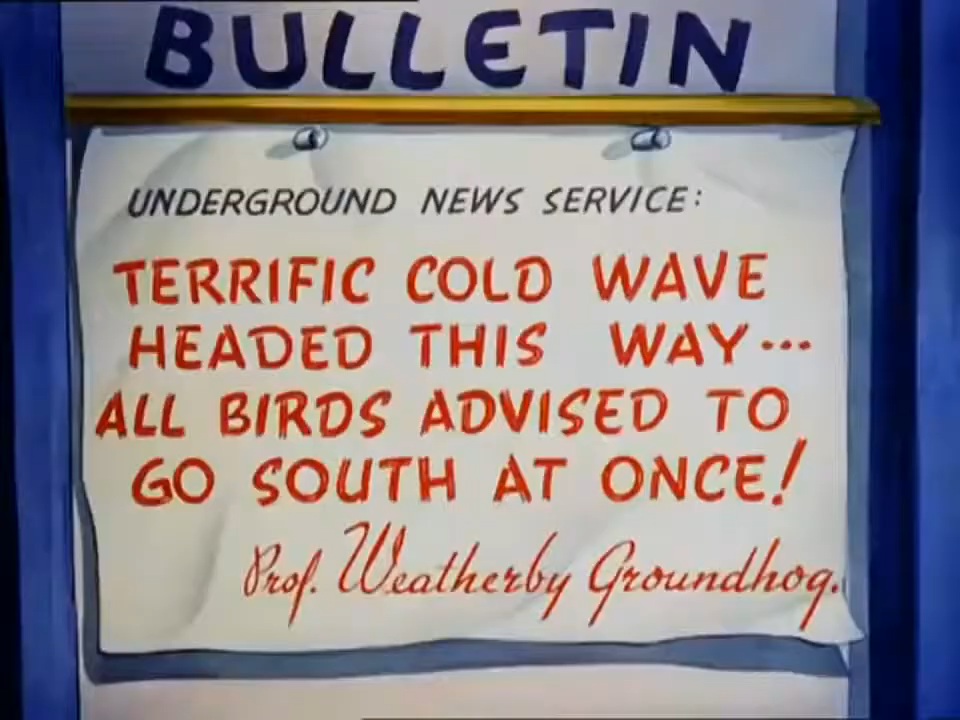 BULLETIN
UNDERGROUND NEWS SERVICE:
TERRIFIC COLD WAVE
HEADED THIS WAY...
ALL BIRDS ADVISED TO
GO SOUTH AT ONCE!
Prof. Weatherby Groundhog.